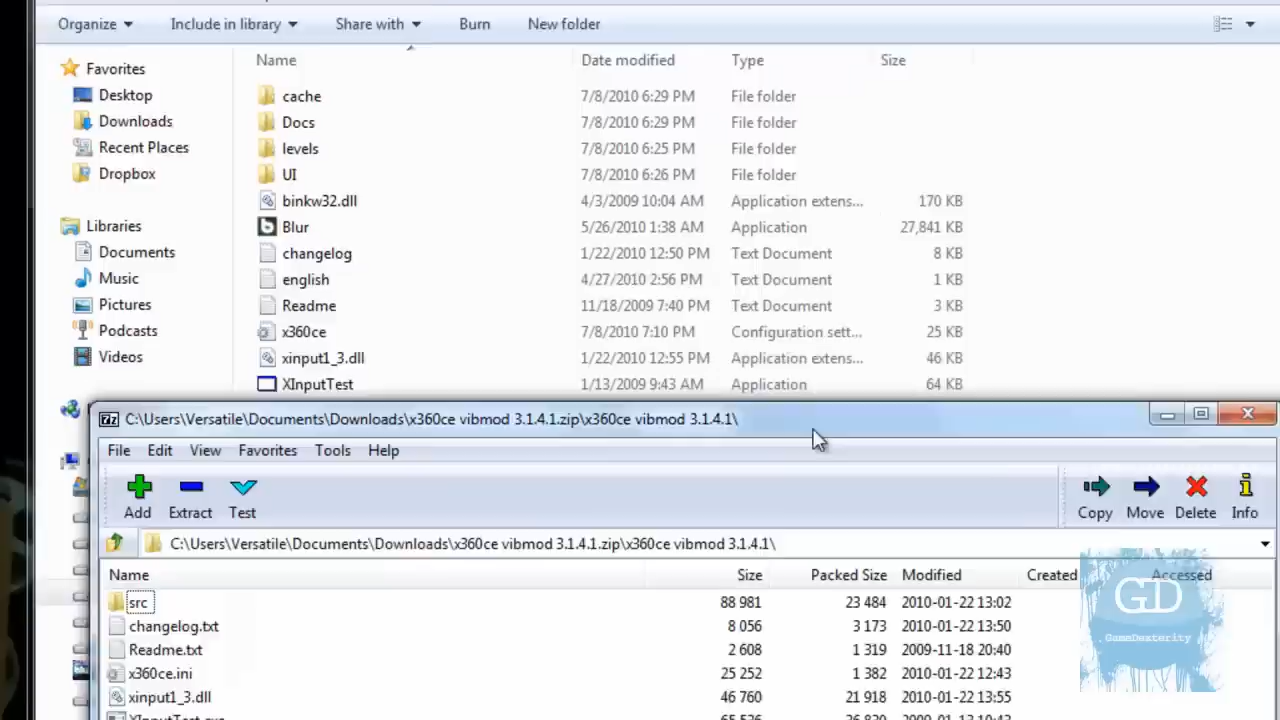 Organize Include in library Share with Burn New folder
Name Date modified Type Size
Favorites
Desktop
Downloads
Recent Places
Dropbox
Libraries
Documents
Music
Pictures
Podcasts
Videos
cache 7/8/2010 6:29 PM File folder
Docs 7/8/2010 6:29 PM File folder
levels 7/8/2010 6:25 PM File folder
UI 7/8/2010 6:26 PM File folder
binkw32.dll 4/3/2009 10:04 AM Application extens... 170 KB
Blur 5/26/2010 1:38 AM Application 27,841 KB
changelog 1/22/2010 12:50 PM Text Document 8 KB
english 4/27/2010 2:56 PM Text Document 1 KB
Readme 11/18/2009 7:40 PM Text Document 3 KB
x360ce 7/8/2010 7:10 PM Configuration sett... 25 KB
xinput1_3.dll 1/22/2010 12:55 PM Application extens... 46 KB
XInputTest 1/13/2009 9:43 AM Application 64 KB
7z C:\Users\Versatile\Documents\Downloads\x360ce vibmod 3.1.4.1.zip\x360ce vibmod 3.1.4.1\
File Edit View Favorites Tools Help
Add Extract Test Copy Move Delete Info
C:\Users\Versatile\Documents\Downloads\x360ce vibmod 3.1.4.1.zip\x360ce vibmod 3.1.4.1\
Name Size Packed Size Modified Created Accessed
src 88 981 23 484 2010-01-22 13:02
changelog.txt 8 056 3 173 2010-01-22 13:50
Readme.txt 2 608 1 319 2009-11-18 20:40
x360ce.ini 25 252 1 382 2010-01-22 12:43
xinput1_3.dll 46 760 21 918 2010-01-22 13:55
XInputTest.exe 65 536 26 820 2009-01-13 10:43
GD
GameDexterity